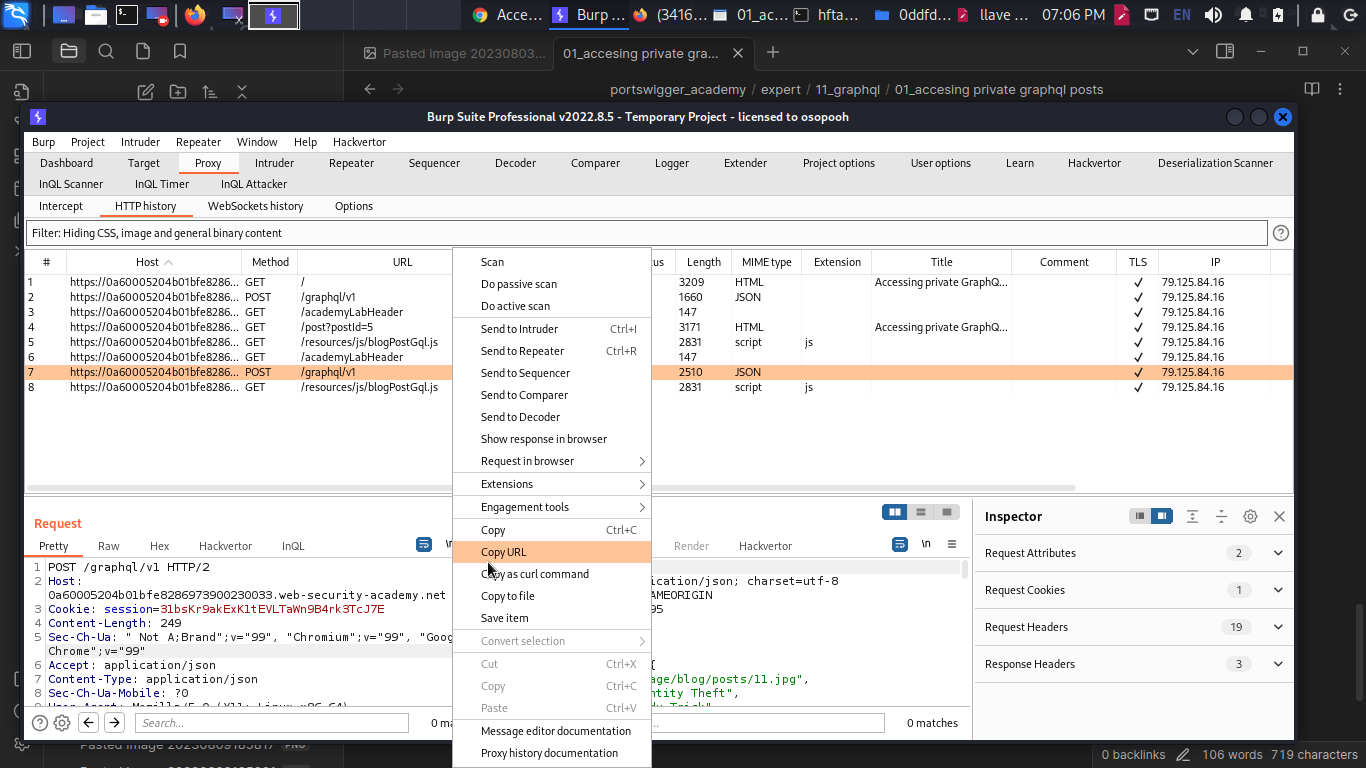 Acce...
Burp ...
(3416...
01_ac...
hfta...
0ddfd...
llave ...
07:06 PM
EN
Pasted image 20230803...
01_accesing private gra...
portswigger_academy / expert / 11_graphql / 01_accesing private graphql posts
Burp Suite Professional v2022.8.5 - Temporary Project - licensed to osopooh
Burp Project Intruder Repeater Window Help Hackvertor
Dashboard Target Proxy Intruder Repeater Sequencer Decoder Comparer Logger Extender Project options User options Learn Hackvertor Deserialization Scanner
InQL Scanner InQL Timer InQL Attacker
Intercept HTTP history WebSockets history Options
Filter: Hiding CSS, image and general binary content
# Host Method URL Length MIME type Extension Title Comment TLS IP
1 https://0a60005204b01bfe8286... GET / 3209 HTML Accessing private GraphQ... ✓ 79.125.84.16
2 https://0a60005204b01bfe8286... POST /graphql/v1 1660 JSON ✓ 79.125.84.16
3 https://0a60005204b01bfe8286... GET /academyLabHeader 147 ✓ 79.125.84.16
4 https://0a60005204b01bfe8286... GET /post?postId=5 3171 HTML Accessing private GraphQ... ✓ 79.125.84.16
5 https://0a60005204b01bfe8286... GET /resources/js/blogPostGql.js 2831 script js ✓ 79.125.84.16
6 https://0a60005204b01bfe8286... GET /academyLabHeader 147 ✓ 79.125.84.16
7 https://0a60005204b01bfe8286... POST /graphql/v1 2510 JSON ✓ 79.125.84.16
8 https://0a60005204b01bfe8286... GET /resources/js/blogPostGql.js 2831 script js ✓ 79.125.84.16
Scan
Do passive scan
Do active scan
Send to Intruder Ctrl+I
Send to Repeater Ctrl+R
Send to Sequencer
Send to Comparer
Send to Decoder
Show response in browser
Request in browser
Extensions
Engagement tools
Copy Ctrl+C
Copy URL
Copy as curl command
Copy to file
Save item
Convert selection
Cut Ctrl+X
Copy Ctrl+C
Paste Ctrl+V
Message editor documentation
Proxy history documentation
Request
Pretty Raw Hex Hackvertor InQL
1 POST /graphql/v1 HTTP/2
2 Host:
0a60005204b01bfe8286973900230033.web-security-academy.net
3 Cookie: session=31bsKr9akExK1tEVLTaWn9B4rk3TcJ7E
4 Content-Length: 249
5 Sec-Ch-Ua: " Not A;Brand";v="99", "Chromium";v="99", "Goog
Chrome";v="99"
6 Accept: application/json
7 Content-Type: application/json
8 Sec-Ch-Ua-Mobile: ?0
Search...
Render Hackvertor
\n
ication/json; charset=utf-8
AMEORIGIN
95
{
age/blog/posts/11.jpg",
ntity Theft",
0 matches
Inspector
Request Attributes 2
Request Cookies 1
Request Headers 19
Response Headers 3
0 backlinks 106 words 719 characters